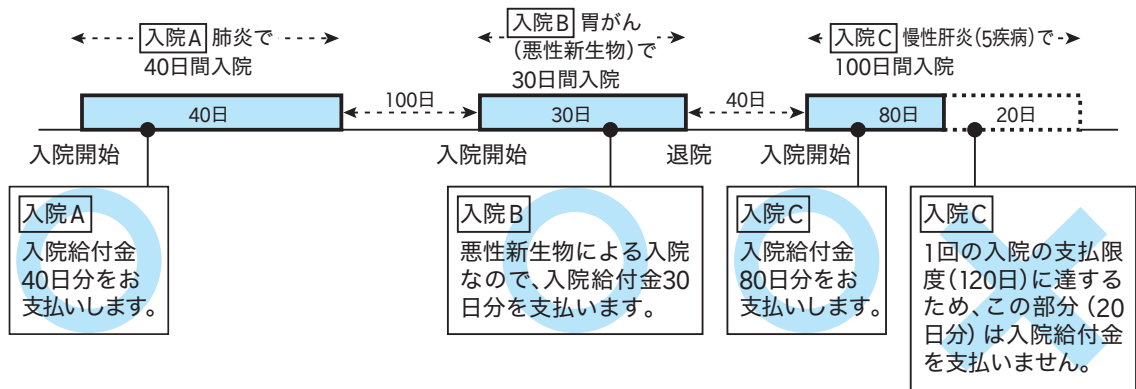 入院A 肺炎で
40日間入院
入院B 胃がん
(悪性新生物)で
30日間入院
入院C 慢性肝炎(5疾病)で
100日間入院
40日
100日
30日
40日
80日
20日
入院開始
入院開始
退院
入院開始
入院A
入院給付金
40日分をお
支払いします。
入院B
悪性新生物による入院
なので、入院給付金30
日分を支払います。
入院C
入院給付金
80日分をお
支払いします。
入院C
1回の入院の支払限
度(120日)に達する
ため、この部分(20
日分)は入院給付金
を支払いません。